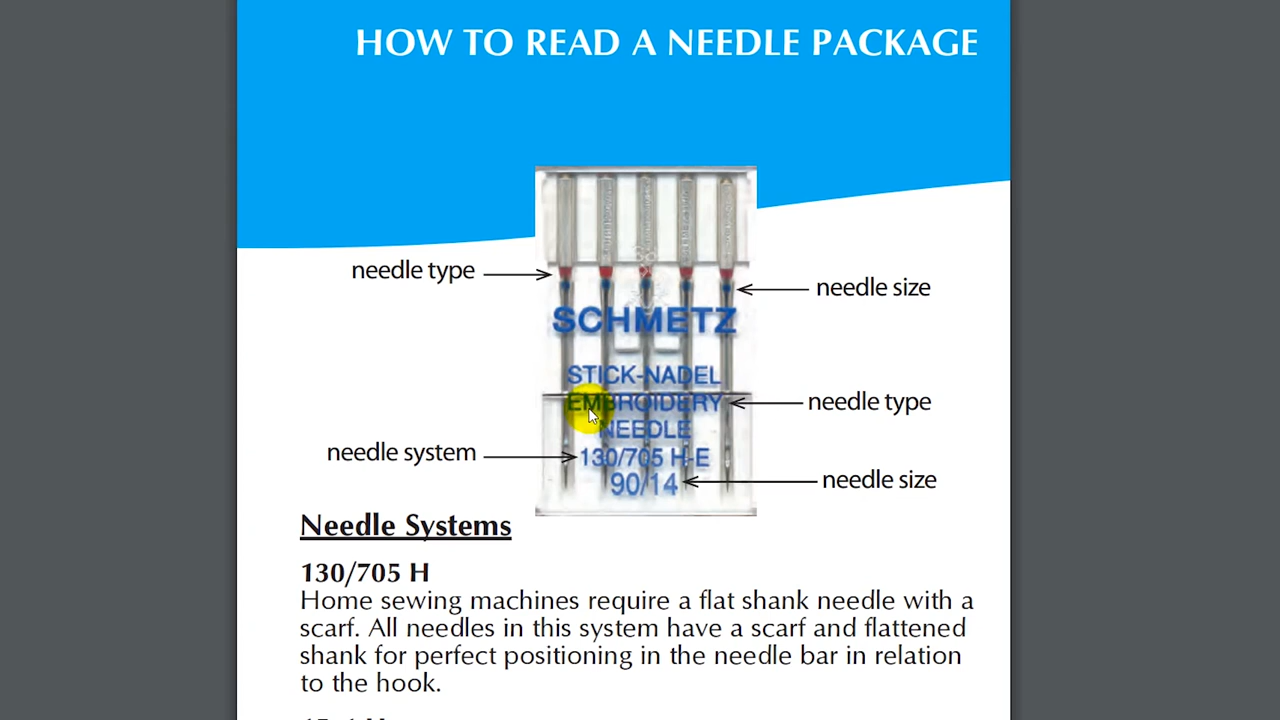 HOW TO READ A NEEDLE PACKAGE
needle type
needle size
SCHMETZ
STICK-NADEL
EMBROIDERY
needle type
NEEDLE
needle system
130/705 H-E
90/14
needle size
Needle Systems
130/705 H
Home sewing machines require a flat shank needle with a
scarf. All needles in this system have a scarf and flattened
shank for perfect positioning in the needle bar in relation
to the hook.